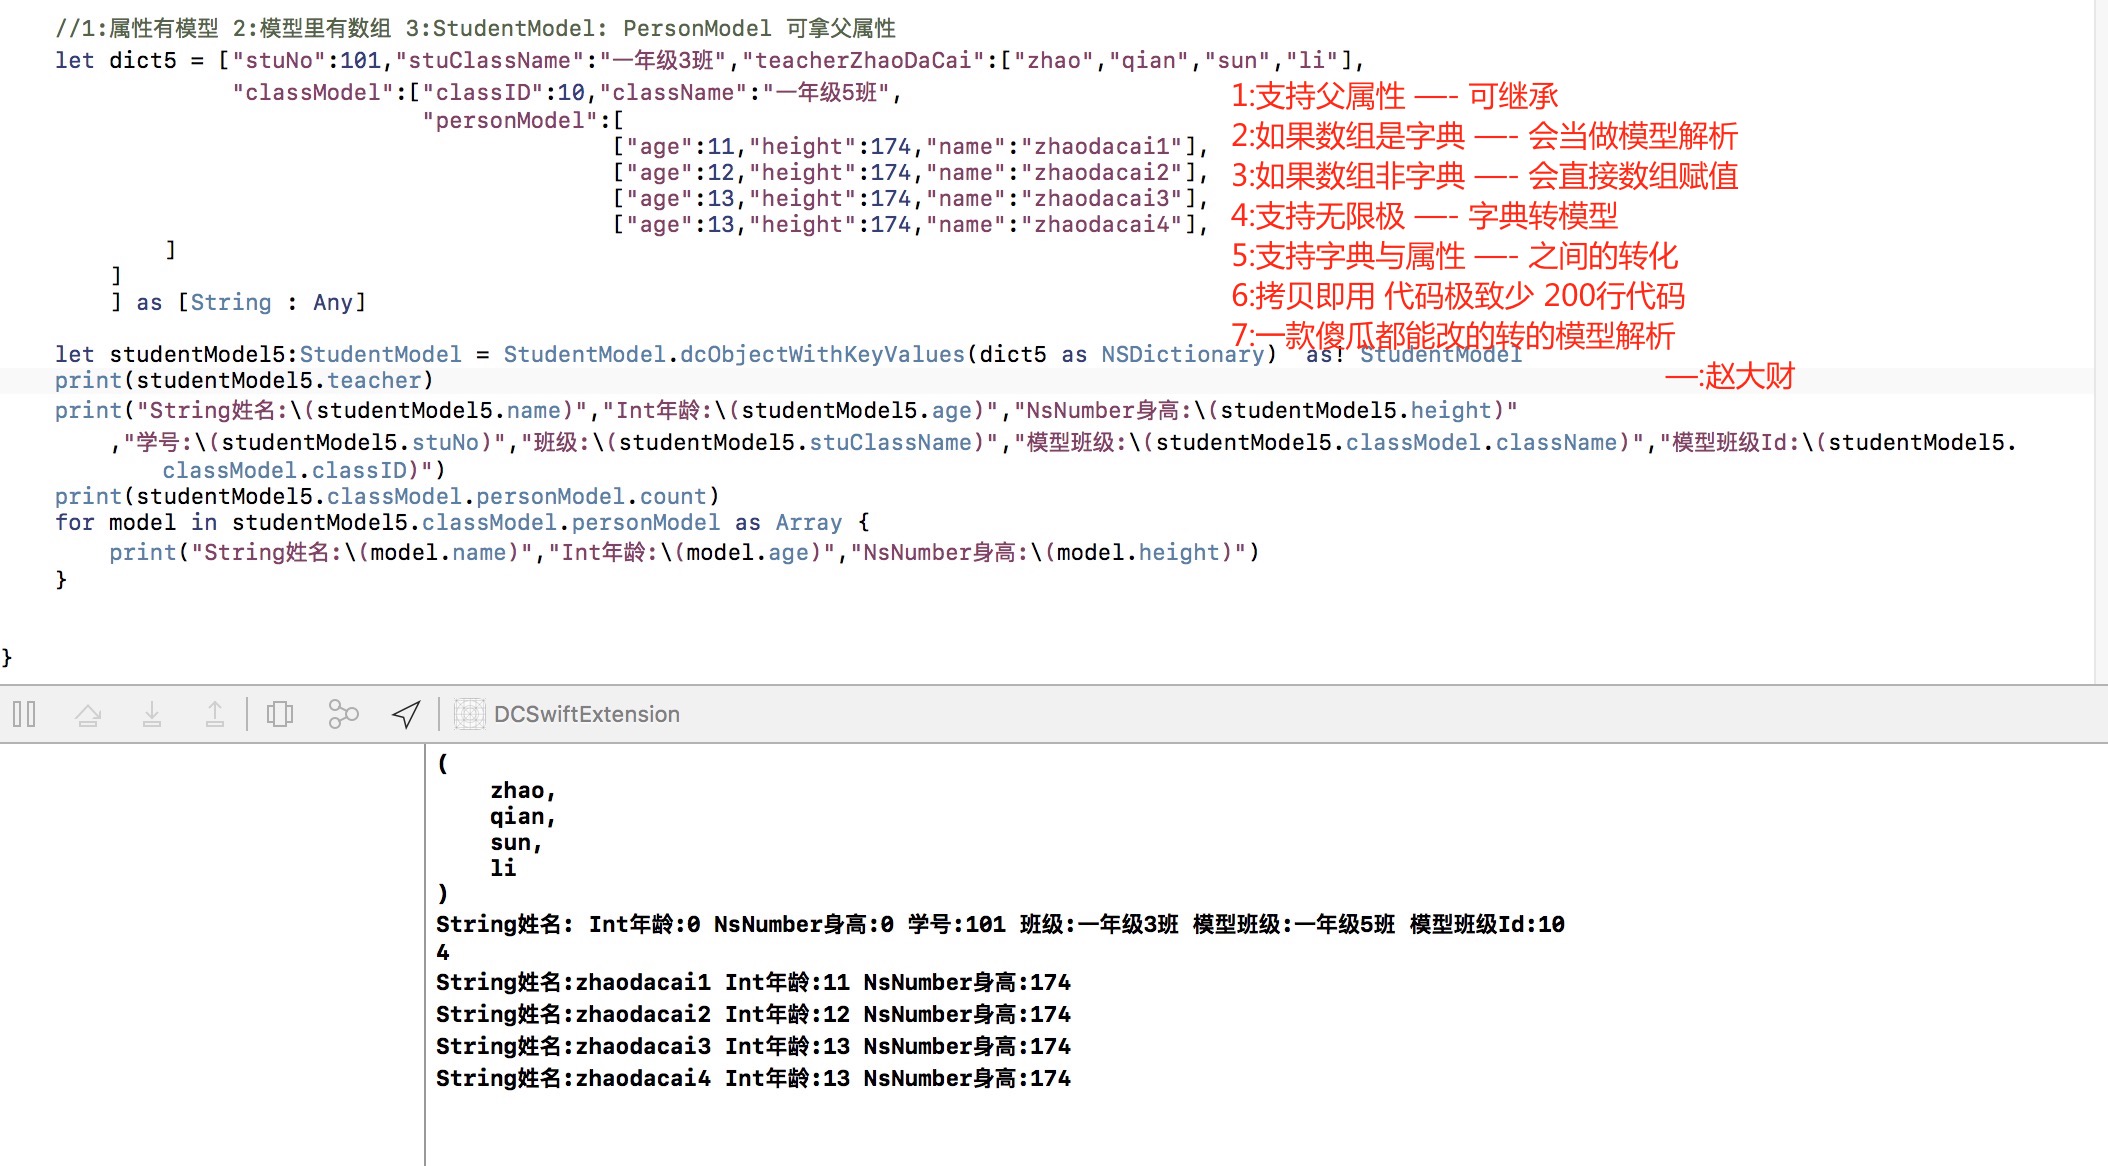 //1:属性有模型 2:模型里有数组 3:StudentModel: PersonModel 可拿父属性
let dict5 = ["stuNo":101,"stuClassName":"一年级3班","teacherZhaoDaCai":["zhao","qian","sun","li"],
"classModel":["classID":10,"className":"一年级5班",
"personModel":[
["age":11,"height":174,"name":"zhaodacai1"],
["age":12,"height":174,"name":"zhaodacai2"],
["age":13,"height":174,"name":"zhaodacai3"],
["age":13,"height":174,"name":"zhaodacai4"],
]
]
] as [String : Any]
1:支持父属性 —-- 可继承
2:如果数组是字典 —-- 会当做模型解析
3:如果数组非字典 —-- 会直接数组赋值
4:支持无限极 —-- 字典转模型
5:支持字典与属性 —-- 之间的转化
6:拷贝即用 代码极致少 200行代码
7:一款傻瓜都能改的转的模型解析
—:赵大财
let studentModel5:StudentModel = StudentModel.dcObjectWithKeyValues(dict5 as NSDictionary)  as! StudentModel
print(studentModel5.teacher)
print("String姓名:\(studentModel5.name)","Int年龄:\(studentModel5.age)","NsNumber身高:\(studentModel5.height)"
,"学号:\(studentModel5.stuNo)","班级:\(studentModel5.stuClassName)","模型班级:\(studentModel5.classModel.className)","模型班级Id:\(studentModel5.
classModel.classID)")
print(studentModel5.classModel.personModel.count)
for model in studentModel5.classModel.personModel as Array {
print("String姓名:\(model.name)","Int年龄:\(model.age)","NsNumber身高:\(model.height)")
}
}
DCSwiftExtension
(
zhao,
qian,
sun,
li
)
String姓名: Int年龄:0 NsNumber身高:0 学号:101 班级:一年级3班 模型班级:一年级5班 模型班级Id:10
4
String姓名:zhaodacai1 Int年龄:11 NsNumber身高:174
String姓名:zhaodacai2 Int年龄:12 NsNumber身高:174
String姓名:zhaodacai3 Int年龄:13 NsNumber身高:174
String姓名:zhaodacai4 Int年龄:13 NsNumber身高:174